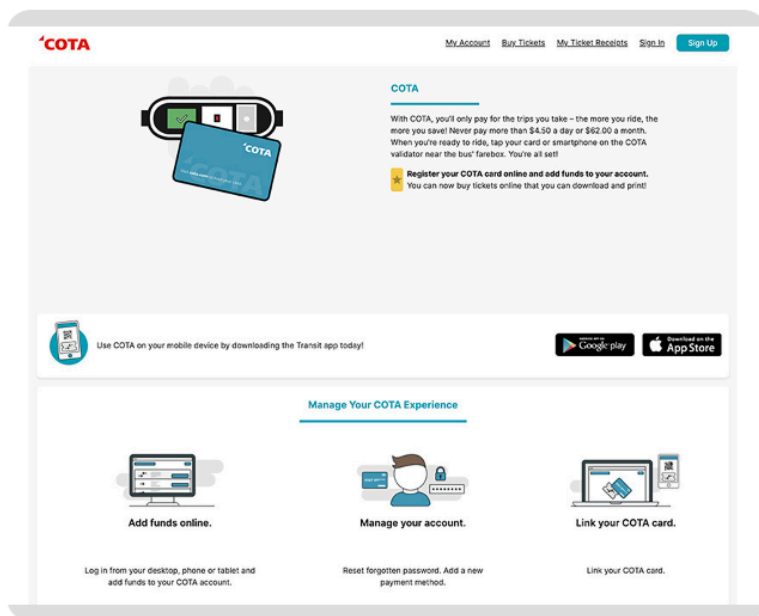 COTA
My Account Buy Tickets My Ticket Receipts Sign In Sign Up
COTA
With COTA, you'll only pay for the trips you take – the more you ride, the
more you save! Never pay more than $4.50 a day or $62.00 a month.
When you're ready to ride, tap your card or smartphone on the COTA
validator near the bus' farebox. You're all set!
Register your COTA card online and add funds to your account.
You can now buy tickets online that you can download and print!
COTA
COTA
Use COTA on your mobile device by downloading the Transit app today!
Google play
Download on the
App Store
Manage Your COTA Experience
Add funds online.
Manage your account.
Link your COTA card.
Log in from your desktop, phone or tablet and
add funds to your COTA account.
Reset forgotten password. Add a new
payment method.
Link your COTA card.